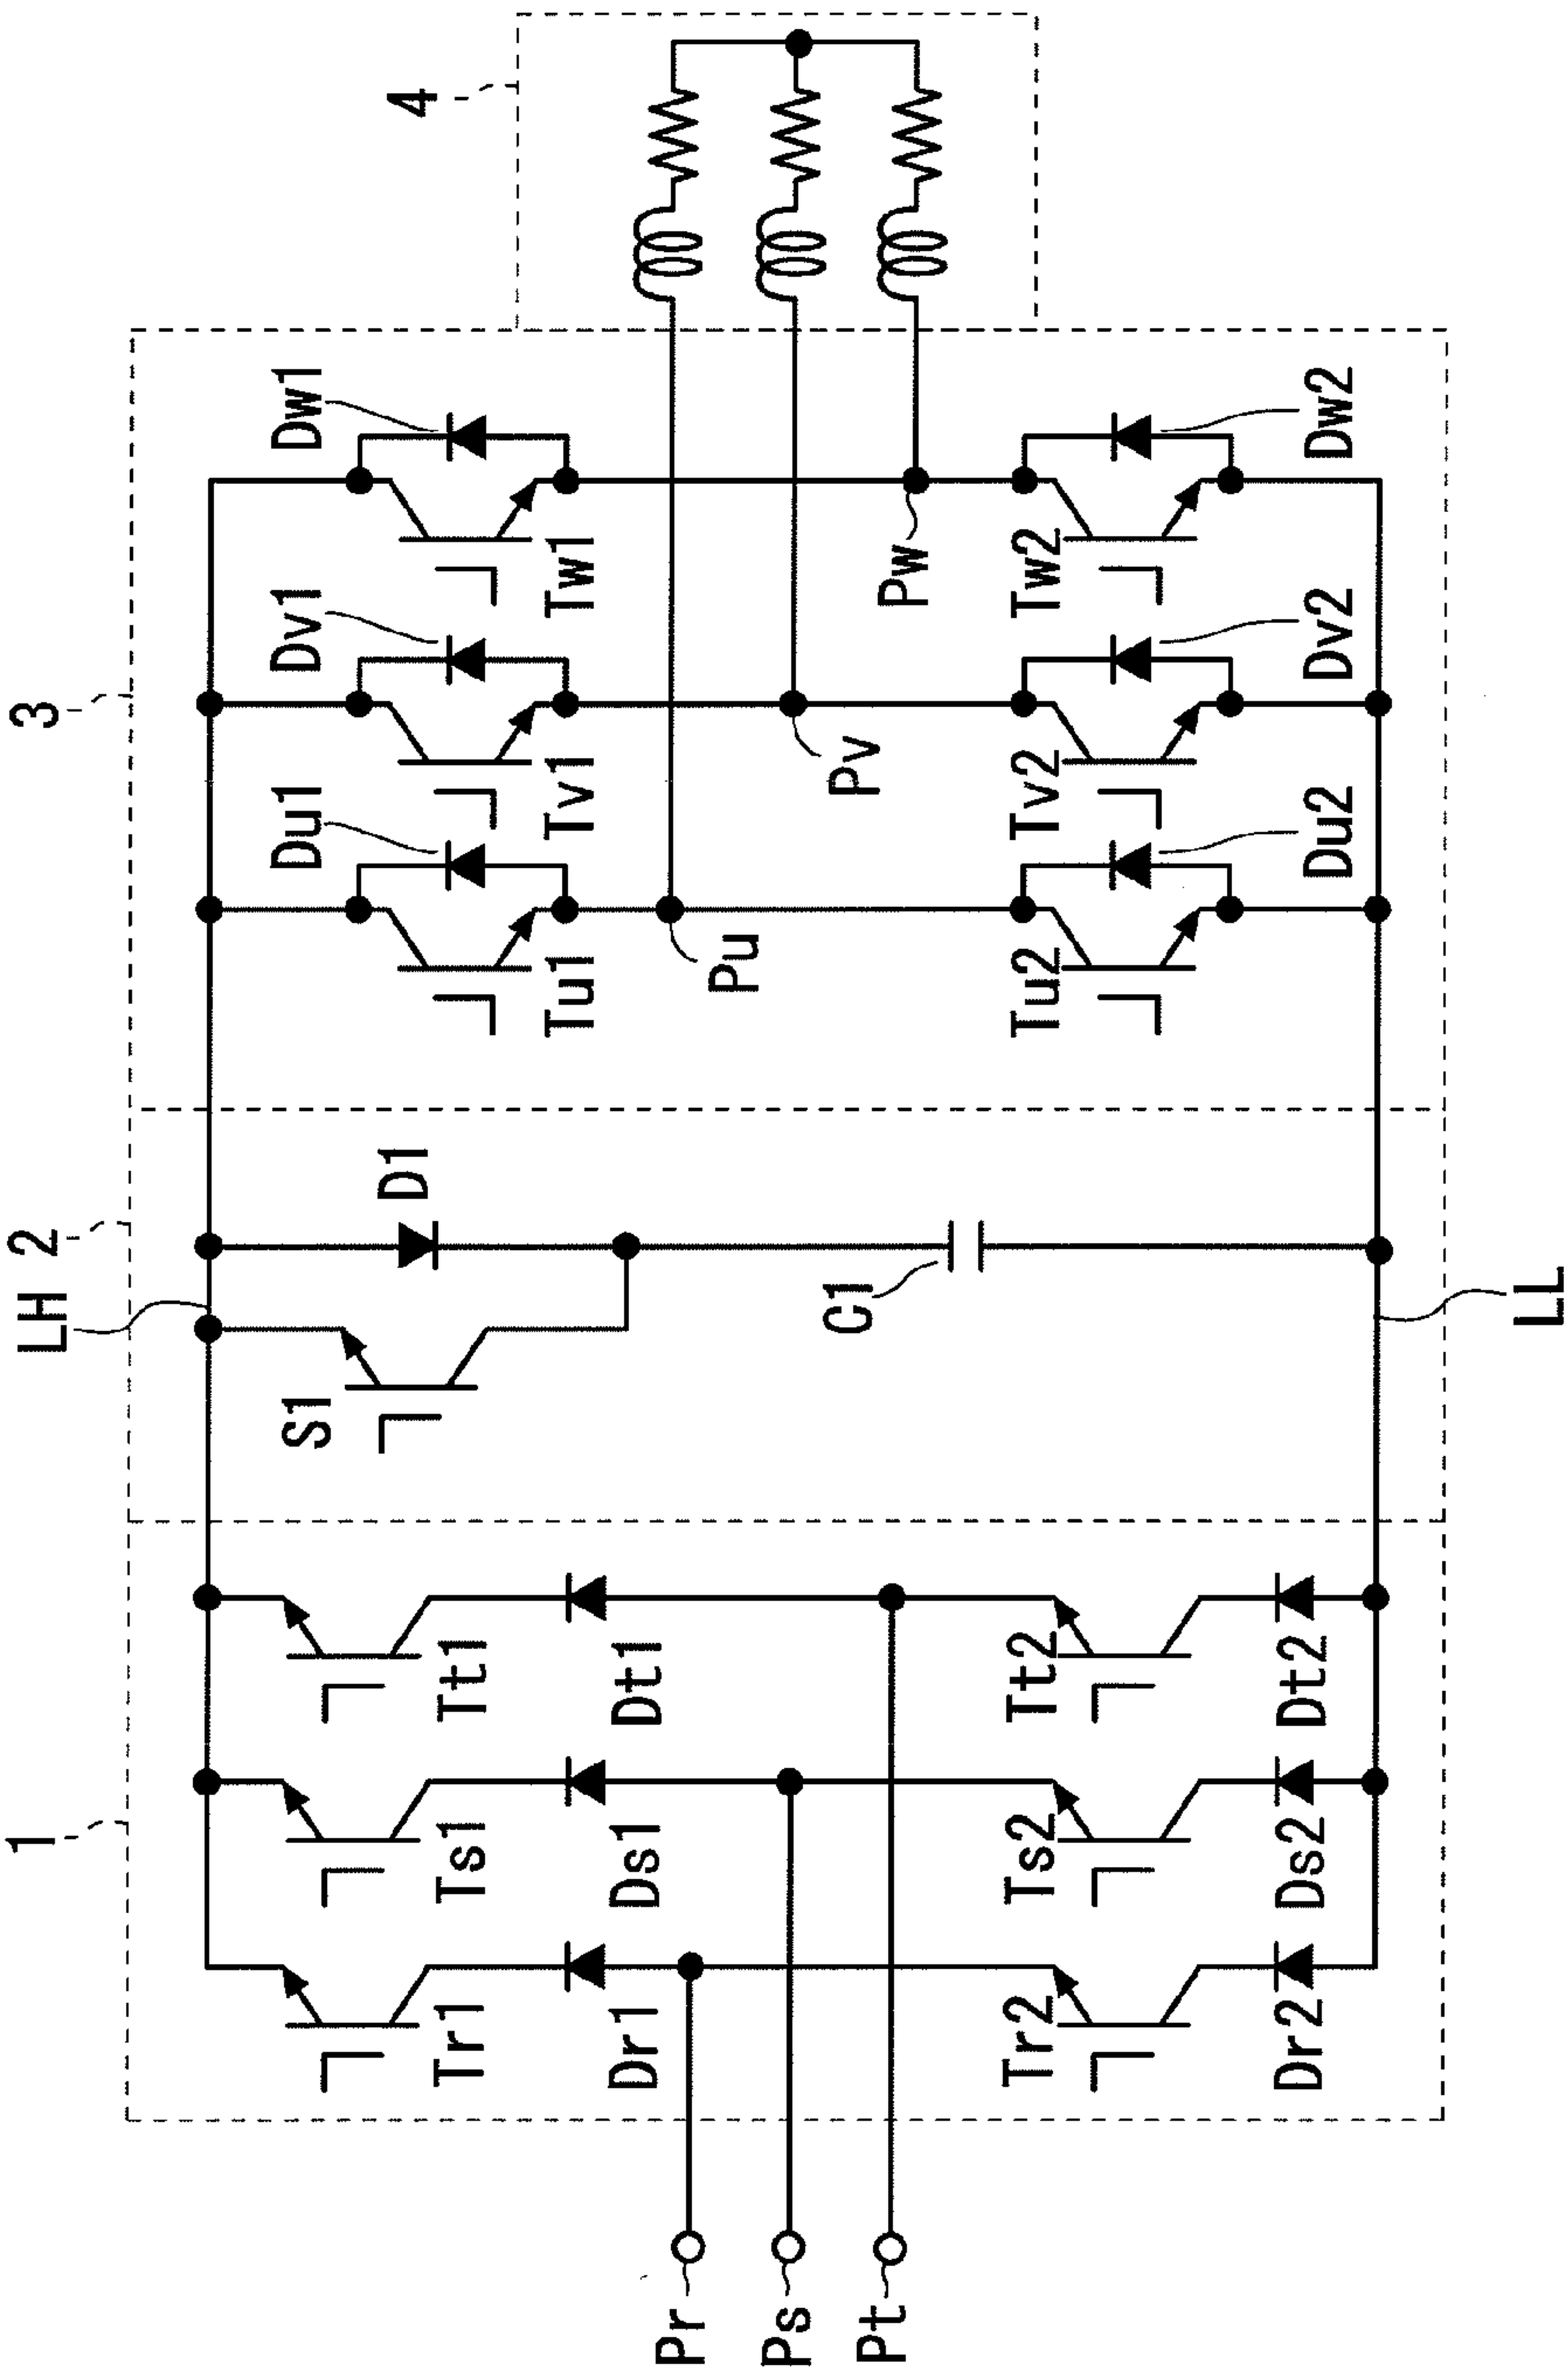 1
2
3
4
LH
LL
Pr
Ps
Pt
Tr1
Ts1
Tt1
Dr1
Ds1
Dt1
Tr2
Ts2
Tt2
Dr2
Ds2
Dt2
S1
D1
C1
Du1
Dv1
Dw1
Tu1
Tv1
Tw1
Pu
Pv
Pw
Tu2
Tv2
Tw2
Du2
Dv2
Dw2